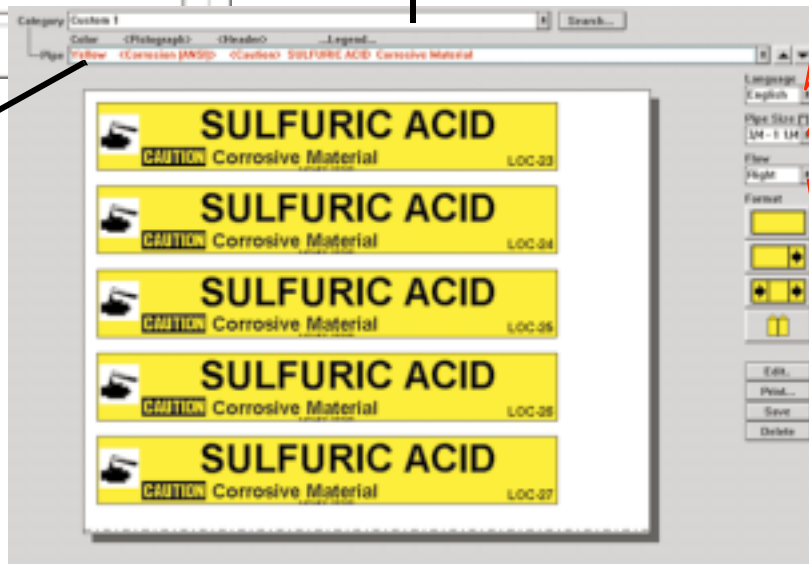 Category Custom 1 Search...
Color <Pictograph> <Header> ...Legend...
Pipe Yellow <Corrosion (ANSI)> <Caution> SULFURIC ACID Corrosive Material
Language
English
Pipe Size (")
3/4 - 1 1/4
Flow
Right
Format
SULFURIC ACID
CAUTION Corrosive Material LOC-23
SULFURIC ACID
CAUTION Corrosive Material LOC-24
SULFURIC ACID
CAUTION Corrosive Material LOC-25
SULFURIC ACID
CAUTION Corrosive Material LOC-26
SULFURIC ACID
CAUTION Corrosive Material LOC-27
Edit..
Print...
Save
Delete